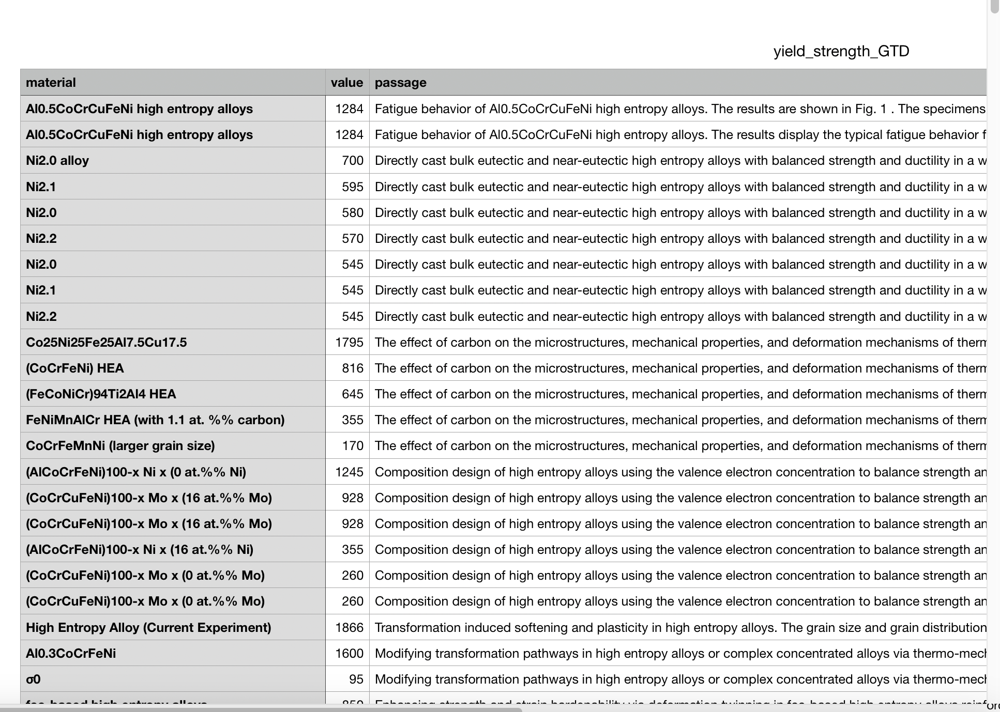 yield_strength_GTD
material value passage
Al0.5CoCrCuFeNi high entropy alloys 1284 Fatigue behavior of Al0.5CoCrCuFeNi high entropy alloys. The results are shown in Fig. 1 . The specimens
Al0.5CoCrCuFeNi high entropy alloys 1284 Fatigue behavior of Al0.5CoCrCuFeNi high entropy alloys. The results display the typical fatigue behavior f
Ni2.0 alloy 700 Directly cast bulk eutectic and near-eutectic high entropy alloys with balanced strength and ductility in a w
Ni2.1 595 Directly cast bulk eutectic and near-eutectic high entropy alloys with balanced strength and ductility in a w
Ni2.0 580 Directly cast bulk eutectic and near-eutectic high entropy alloys with balanced strength and ductility in a w
Ni2.2 570 Directly cast bulk eutectic and near-eutectic high entropy alloys with balanced strength and ductility in a w
Ni2.0 545 Directly cast bulk eutectic and near-eutectic high entropy alloys with balanced strength and ductility in a w
Ni2.1 545 Directly cast bulk eutectic and near-eutectic high entropy alloys with balanced strength and ductility in a w
Ni2.2 545 Directly cast bulk eutectic and near-eutectic high entropy alloys with balanced strength and ductility in a w
Co25Ni25Fe25Al7.5Cu17.5 1795 The effect of carbon on the microstructures, mechanical properties, and deformation mechanisms of therm
(CoCrFeNi) HEA 816 The effect of carbon on the microstructures, mechanical properties, and deformation mechanisms of therm
(FeCoNiCr)94Ti2Al4 HEA 645 The effect of carbon on the microstructures, mechanical properties, and deformation mechanisms of therm
FeNiMnAlCr HEA (with 1.1 at. %% carbon) 355 The effect of carbon on the microstructures, mechanical properties, and deformation mechanisms of therm
CoCrFeMnNi (larger grain size) 170 The effect of carbon on the microstructures, mechanical properties, and deformation mechanisms of therm
(AlCoCrFeNi)100-x Ni x (0 at.%% Ni) 1245 Composition design of high entropy alloys using the valence electron concentration to balance strength an
(CoCrCuFeNi)100-x Mo x (16 at.%% Mo) 928 Composition design of high entropy alloys using the valence electron concentration to balance strength an
(CoCrCuFeNi)100-x Mo x (16 at.%% Mo) 928 Composition design of high entropy alloys using the valence electron concentration to balance strength an
(AlCoCrFeNi)100-x Ni x (16 at.%% Ni) 355 Composition design of high entropy alloys using the valence electron concentration to balance strength an
(CoCrCuFeNi)100-x Mo x (0 at.%% Mo) 260 Composition design of high entropy alloys using the valence electron concentration to balance strength an
(CoCrCuFeNi)100-x Mo x (0 at.%% Mo) 260 Composition design of high entropy alloys using the valence electron concentration to balance strength an
High Entropy Alloy (Current Experiment) 1866 Transformation induced softening and plasticity in high entropy alloys. The grain size and grain distribution
Al0.3CoCrFeNi 1600 Modifying transformation pathways in high entropy alloys or complex concentrated alloys via thermo-mech
σ0 95 Modifying transformation pathways in high entropy alloys or complex concentrated alloys via thermo-mech
fcc-based high entropy alloys Enhancing strength and strain hardenability via deformation twinning in fcc-based high entropy alloys reinforc